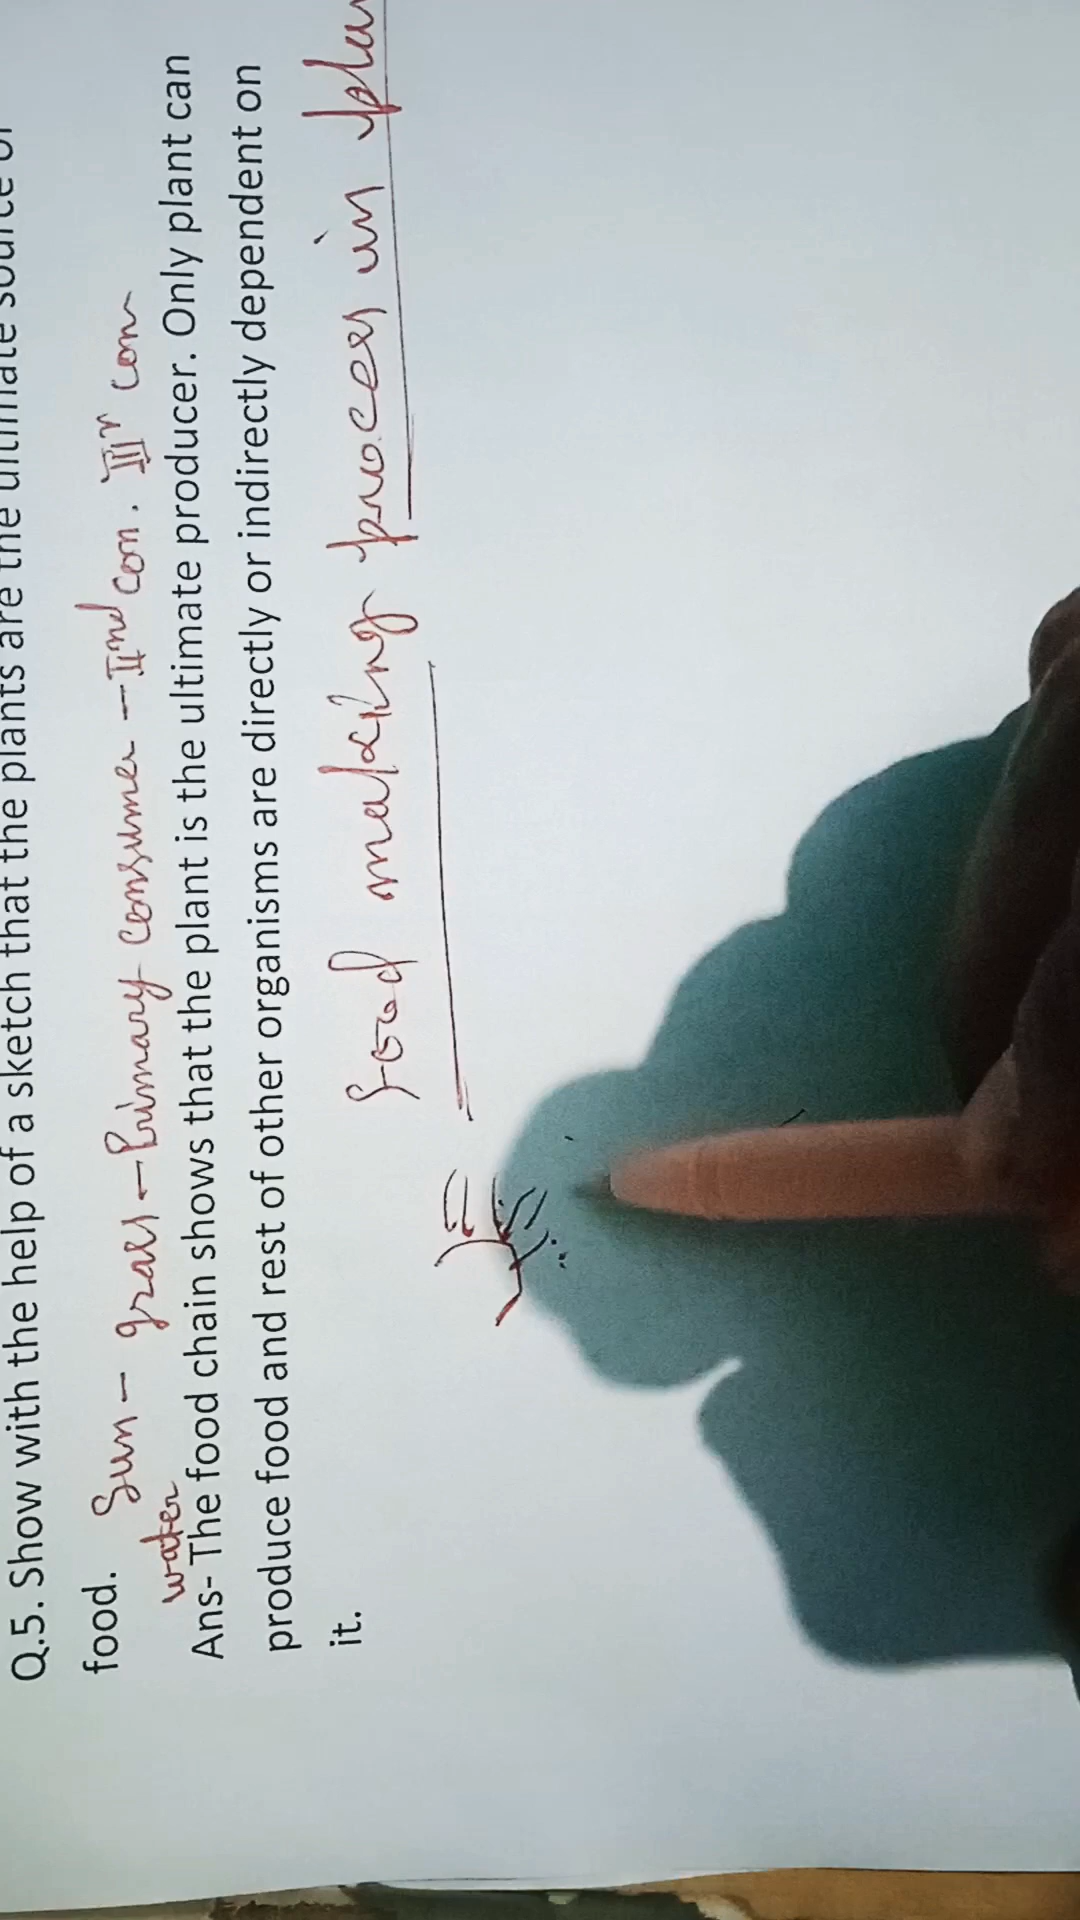 Q.5. Show with the help of a sketch that the plants are the ultimate source of
food. Sun - grass - Primary consumer - IInd con. IIIr con
water
Ans- The food chain shows that the plant is the ultimate producer. Only plant can
produce food and rest of other organisms are directly or indirectly dependent on
it.
food making process in